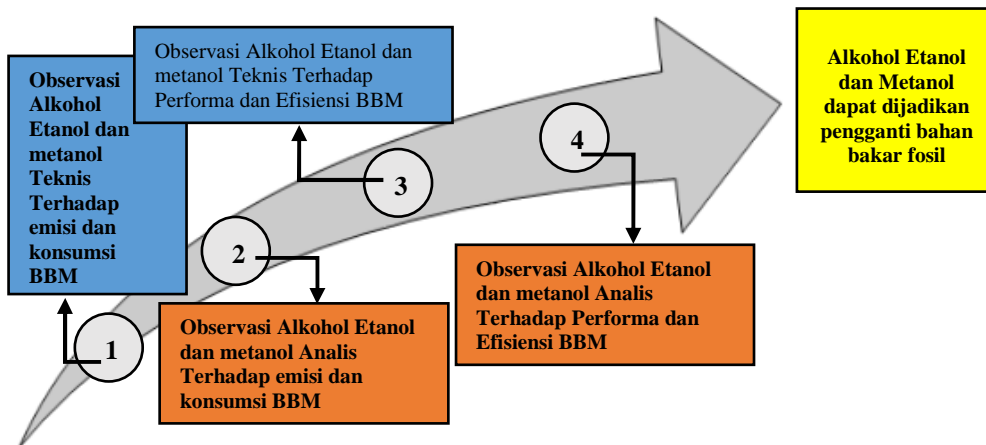 Observasi
Alkohol
Etanol dan
metanol
Teknis
Terhadap
emisi dan
konsumsi
BBM
1
Observasi Alkohol Etanol
dan metanol Analis
Terhadap emisi dan
konsumsi BBM
2
Observasi Alkohol Etanol dan
metanol Teknis Terhadap
Performa dan Efisiensi BBM
3
Observasi Alkohol Etanol
dan metanol Analis
Terhadap Performa dan
Efisiensi BBM
4
Alkohol Etanol
dan Metanol
dapat dijadikan
pengganti bahan
bakar fosil